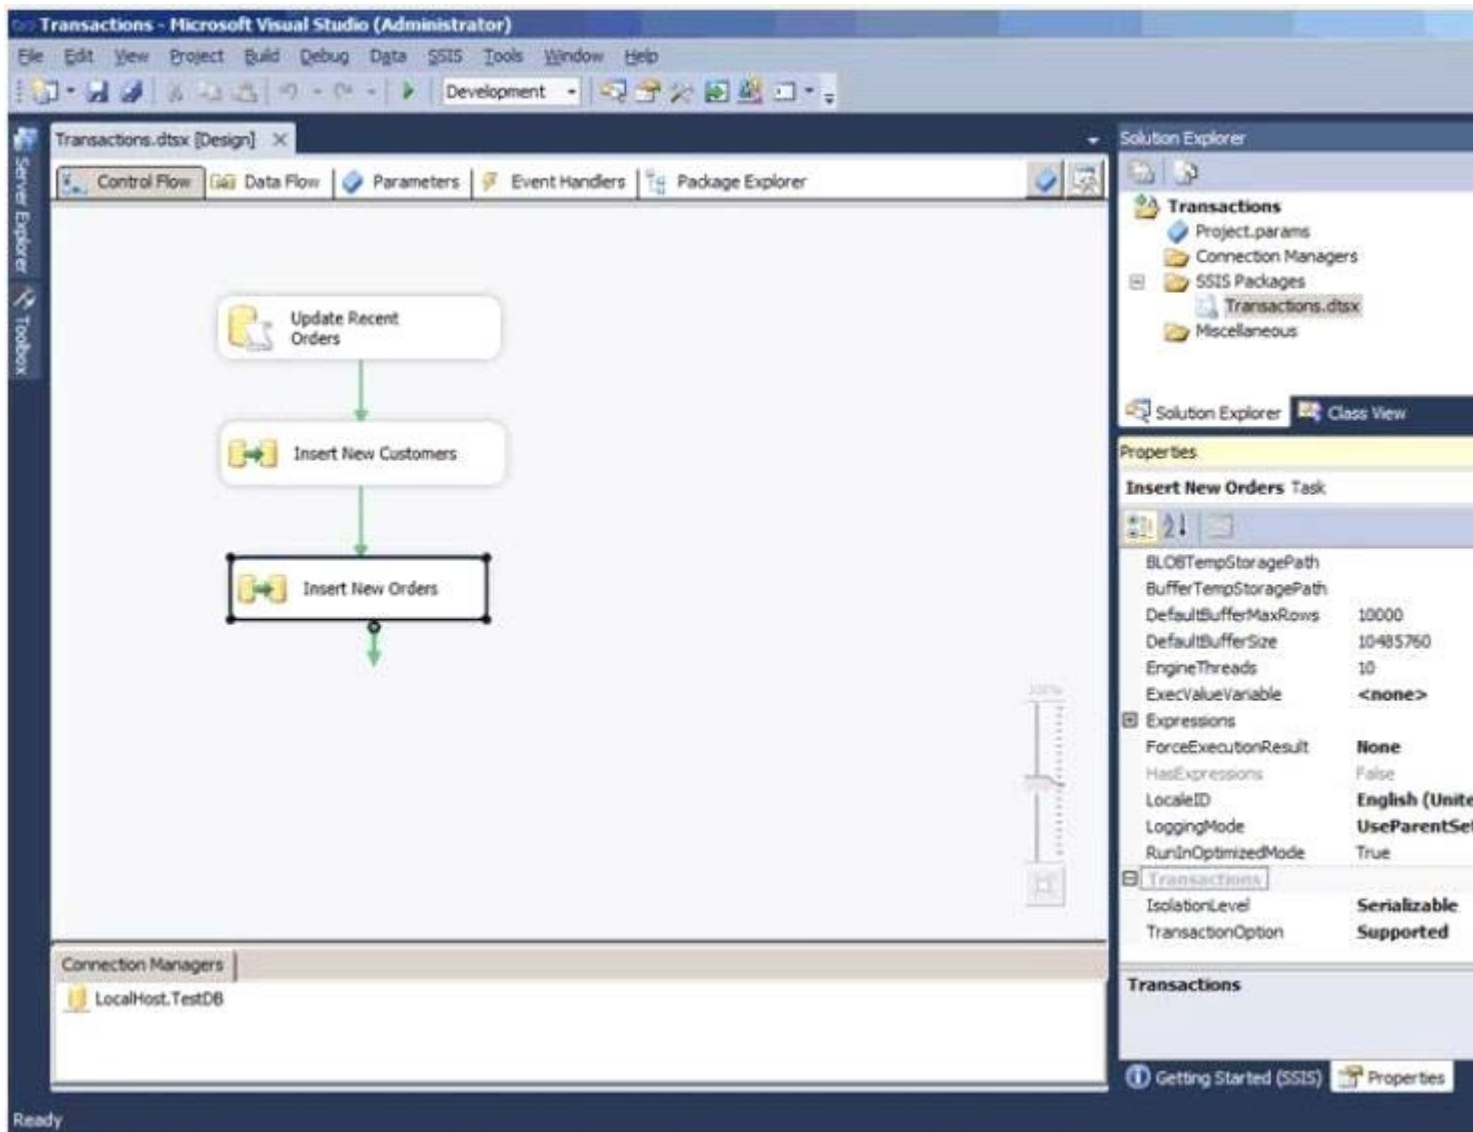 Transactions - Microsoft Visual Studio (Administrator)
File Edit View Project Build Debug Data SSIS Tools Window Help
Development
Server Explorer
Toolbox
Transactions.dtsx [Design]
Control Flow Data Flow Parameters Event Handlers Package Explorer
Update Recent
Orders
Insert New Customers
Insert New Orders
100%
Connection Managers
LocalHost.TestDB
Solution Explorer
Transactions
Project.params
Connection Managers
SSIS Packages
Transactions.dtsx
Miscellaneous
Solution Explorer Class View
Properties
Insert New Orders Task
BLOBTempStoragePath
BufferTempStoragePath
DefaultBufferMaxRows 10000
DefaultBufferSize 10485760
EngineThreads 10
ExecValueVariable <none>
Expressions
ForceExecutionResult None
HasExpressions False
LocaleID English (Unite
LoggingMode UseParentSet
RunInOptimizedMode True
Transactions
IsolationLevel Serializable
TransactionOption Supported
Transactions
Getting Started (SSIS) Properties
Ready